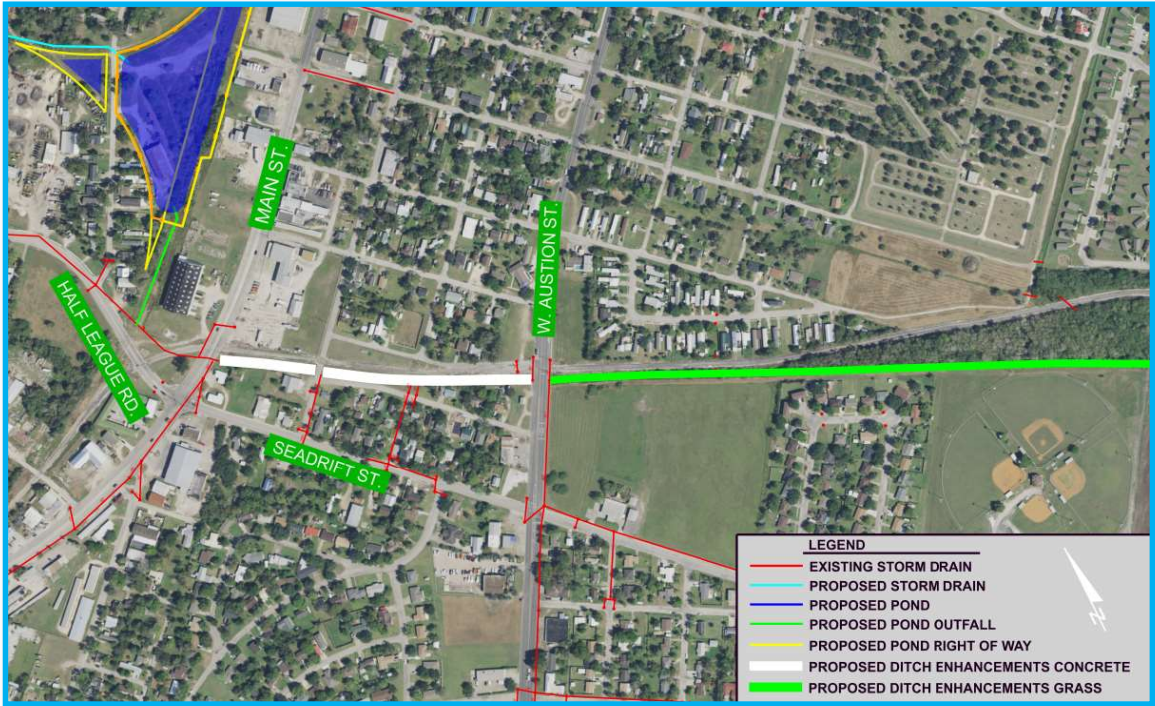 MAIN ST.
W. AUSTION ST.
HALF LEAGUE RD.
SEADRIFT ST.
LEGEND
EXISTING STORM DRAIN
PROPOSED STORM DRAIN
PROPOSED POND
PROPOSED POND OUTFALL
PROPOSED POND RIGHT OF WAY
PROPOSED DITCH ENHANCEMENTS CONCRETE
PROPOSED DITCH ENHANCEMENTS GRASS
N